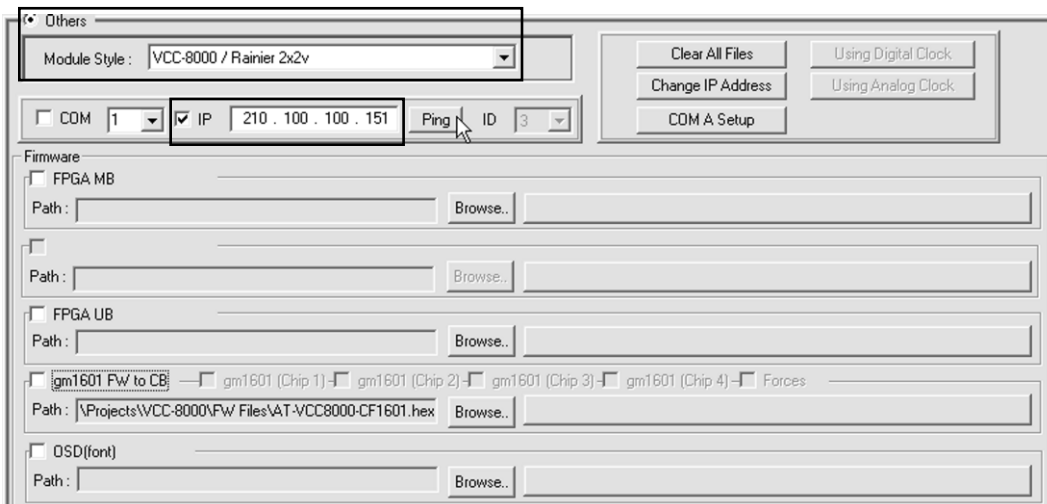 Others
Module Style : VCC-8000 / Rainier 2x2v
Clear All Files Using Digital Clock
Change IP Address Using Analog Clock
COM A Setup
COM 1 IP 210 . 100 . 100 . 151 Ping ID 3
Firmware
FPGA MB
Path : Browse..
Path : Browse..
FPGA UB
Path : Browse..
gm1601 FW to CB gm1601 (Chip 1) gm1601 (Chip 2) gm1601 (Chip 3) gm1601 (Chip 4) Forces
Path : \Projects\VCC-8000\FW Files\AT-VCC8000-CF1601.hex Browse..
OSD(font)
Path : Browse..